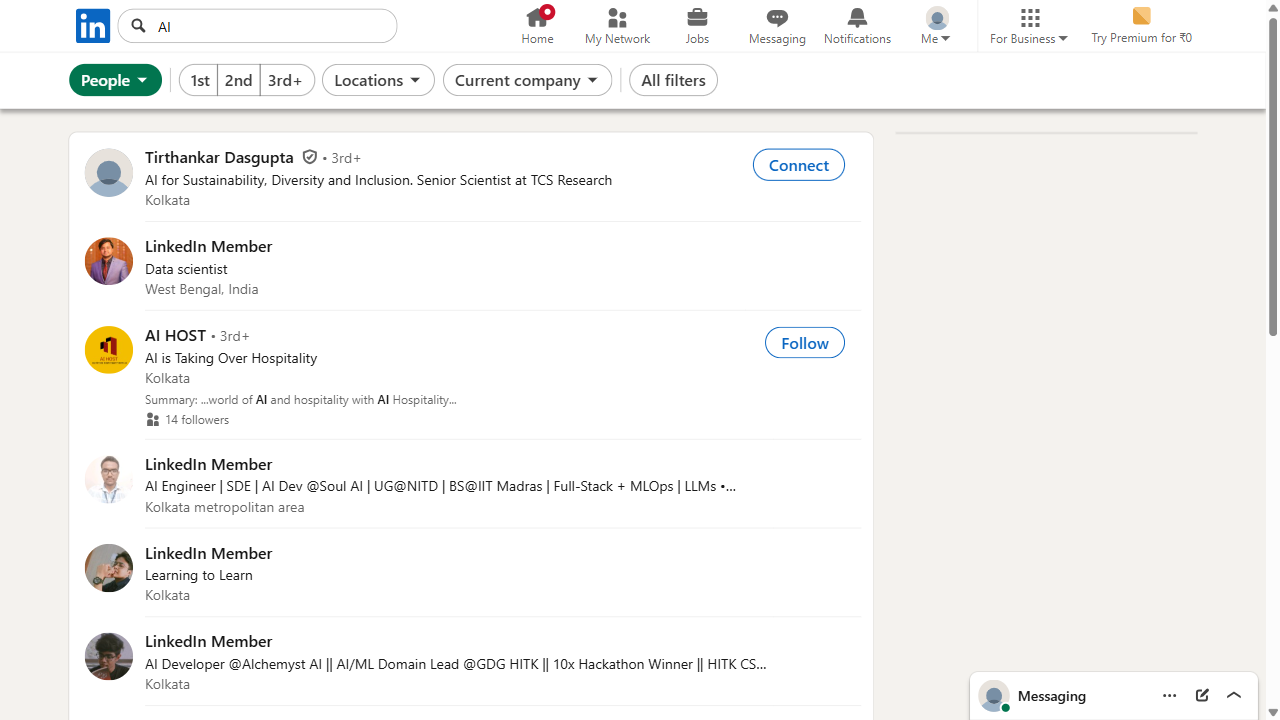 in
AI
Home
My Network
Jobs
Messaging
Notifications
Me
For Business
Try Premium for ₹0
People
1st
2nd
3rd+
Locations
Current company
All filters
Tirthankar Dasgupta • 3rd+
Connect
AI for Sustainability, Diversity and Inclusion. Senior Scientist at TCS Research
Kolkata
LinkedIn Member
Data scientist
West Bengal, India
AI HOST • 3rd+
Follow
AI is Taking Over Hospitality
Kolkata
Summary: ...world of AI and hospitality with AI Hospitality...
14 followers
LinkedIn Member
AI Engineer | SDE | AI Dev @Soul AI | UG@NITD | BS@IIT Madras | Full-Stack + MLOps | LLMs •...
Kolkata metropolitan area
LinkedIn Member
Learning to Learn
Kolkata
LinkedIn Member
AI Developer @Alchemyst AI || AI/ML Domain Lead @GDG HITK || 10x Hackathon Winner || HITK CS...
Kolkata
Messaging